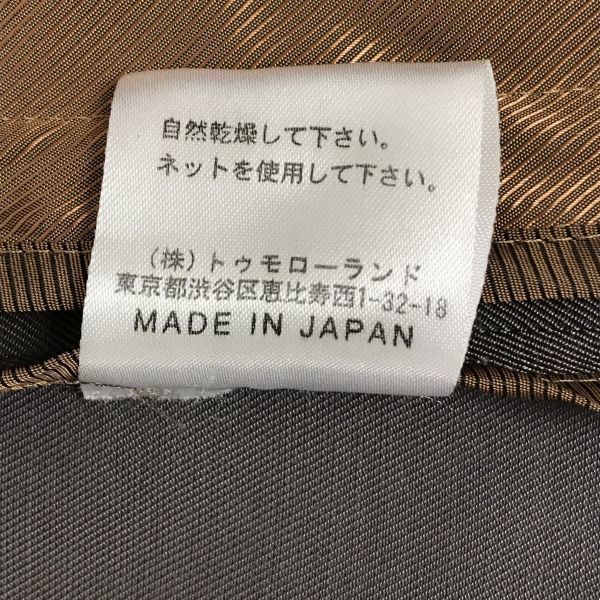 自然乾燥して下さい。
ネットを使用して下さい。
(株)トゥモローランド
東京都渋谷区恵比寿西1-32-18
MADE IN JAPAN